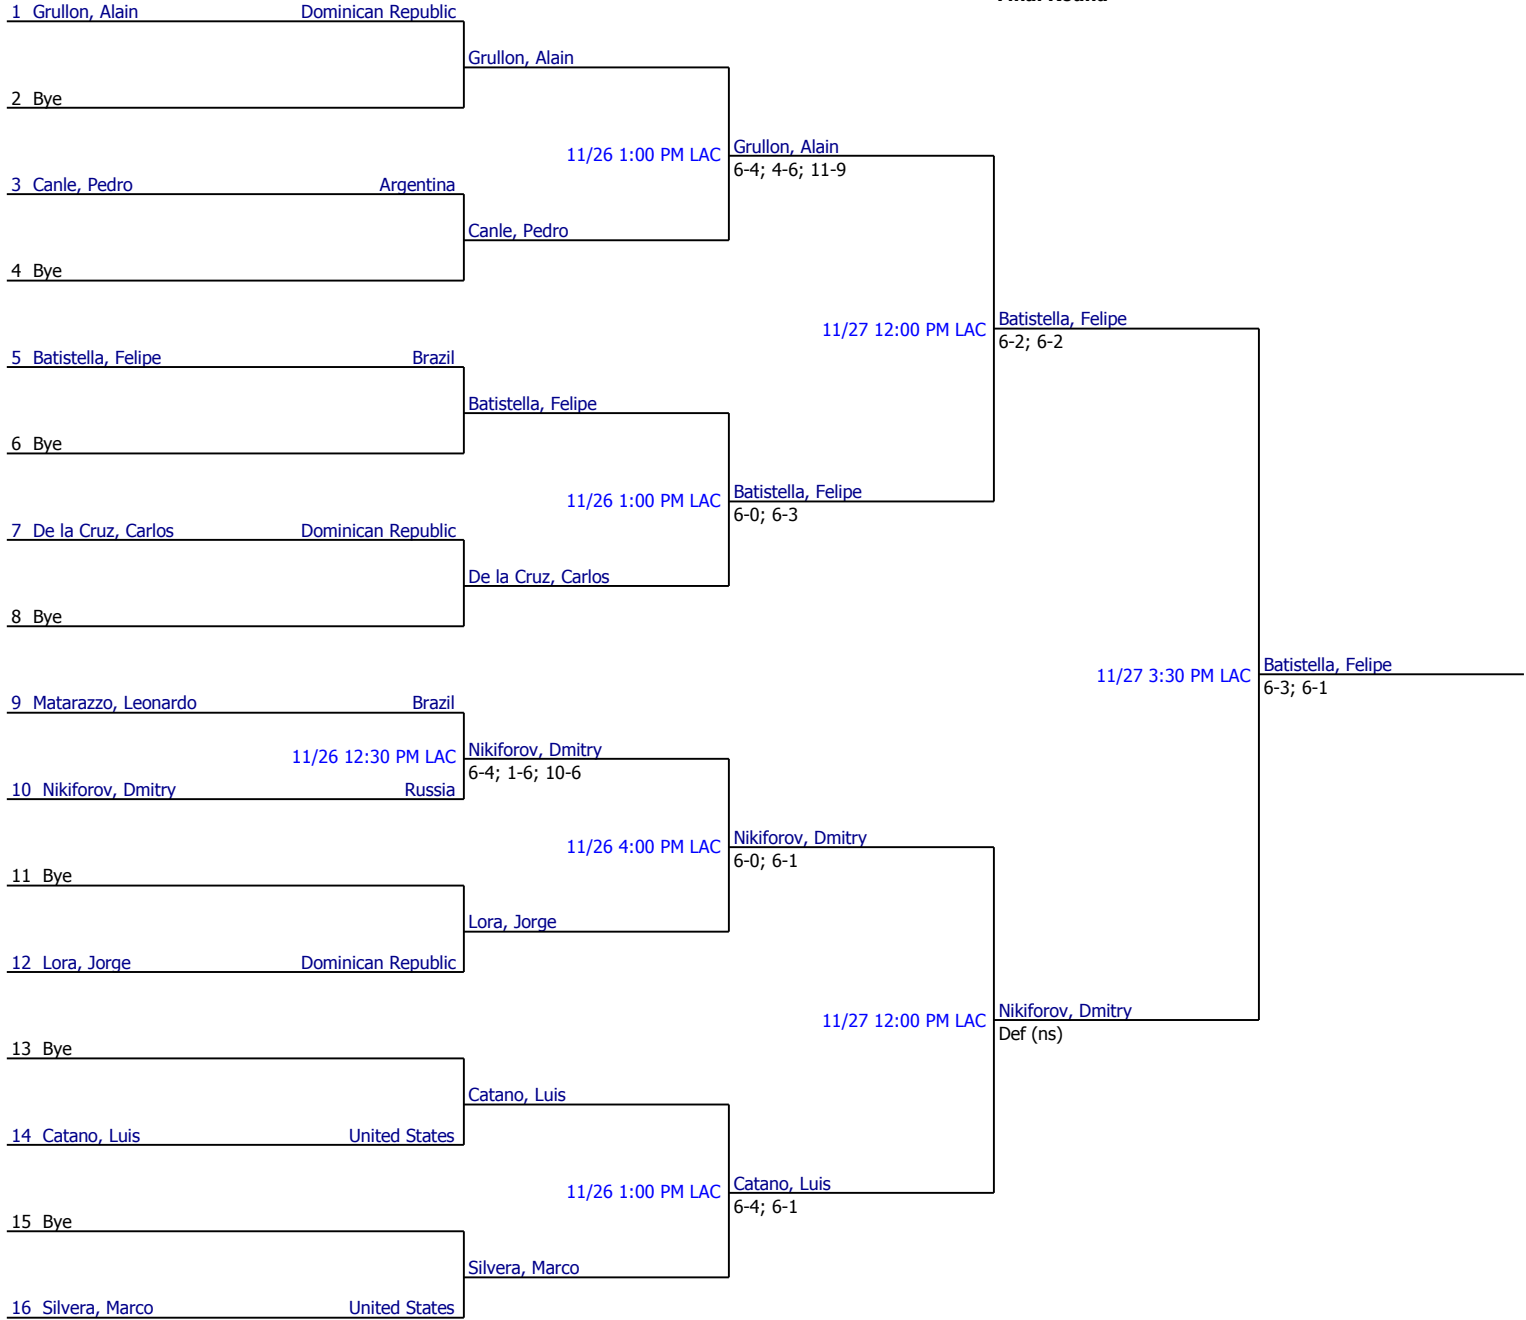 1 Grullon, Alain Dominican Republic
Grullon, Alain
2 Bye
11/26 1:00 PM LAC
Grullon, Alain
6-4; 4-6; 11-9
3 Canle, Pedro Argentina
Canle, Pedro
4 Bye
11/27 12:00 PM LAC
Batistella, Felipe
6-2; 6-2
5 Batistella, Felipe Brazil
Batistella, Felipe
6 Bye
11/26 1:00 PM LAC
Batistella, Felipe
6-0; 6-3
7 De la Cruz, Carlos Dominican Republic
De la Cruz, Carlos
8 Bye
11/27 3:30 PM LAC
Batistella, Felipe
6-3; 6-1
9 Matarazzo, Leonardo Brazil
11/26 12:30 PM LAC
Nikiforov, Dmitry
6-4; 1-6; 10-6
10 Nikiforov, Dmitry Russia
11/26 4:00 PM LAC
Nikiforov, Dmitry
6-0; 6-1
11 Bye
Lora, Jorge
12 Lora, Jorge Dominican Republic
11/27 12:00 PM LAC
Nikiforov, Dmitry
Def (ns)
13 Bye
Catano, Luis
14 Catano, Luis United States
11/26 1:00 PM LAC
Catano, Luis
6-4; 6-1
15 Bye
Silvera, Marco
16 Silvera, Marco United States